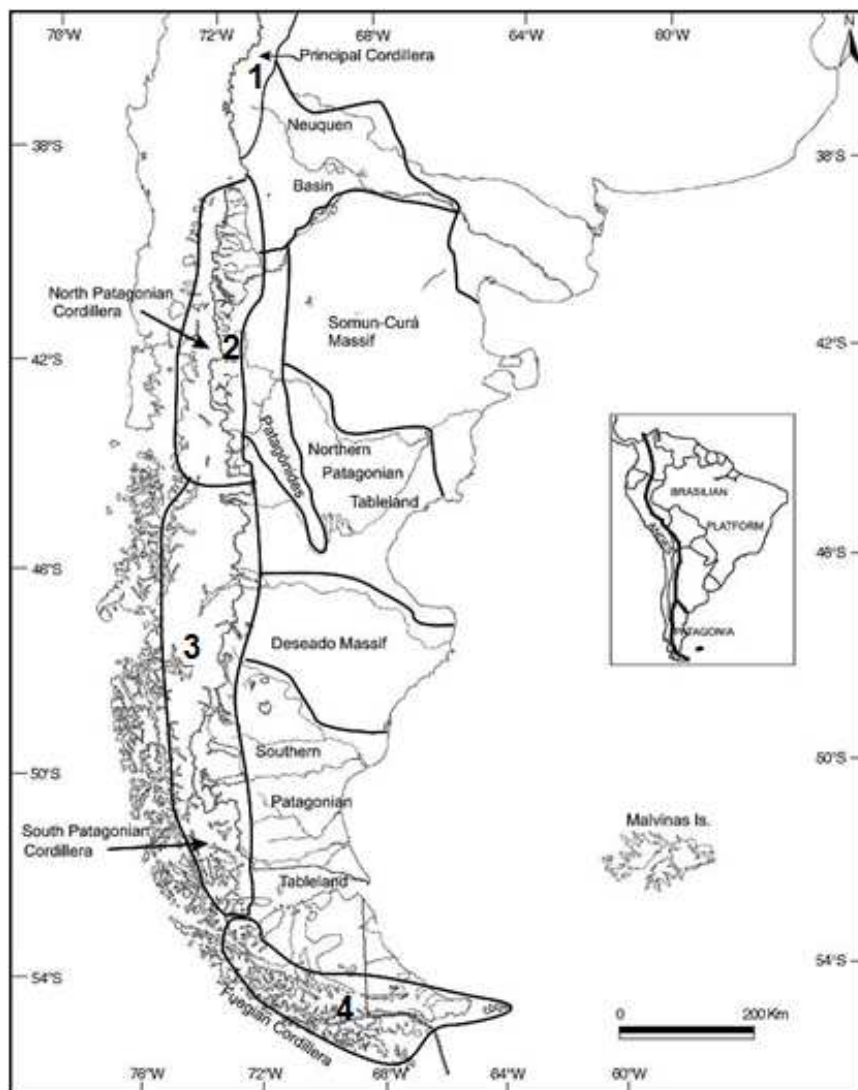 76°W 72°W 68°W 64°W 60°W N
Principal Cordillera
1
Neuquen
38°S 38°S
Basin
North Patagonian
Cordillera
Somun-Curá
Massif
2
42°S 42°S
Patagónides
Northern
Patagonian
Tableland
BRASILIAN
PLATFORM
ANDES
PATAGONIA
46°S 46°S
3
Deseado Massif
Southern
50°S 50°S
Patagonian
Malvinas Is.
South Patagonian
Cordillera
Tableland
54°S 54°S
4
Fuegian Cordillera
0 200 Km
76°W 72°W 68°W 64°W 60°W